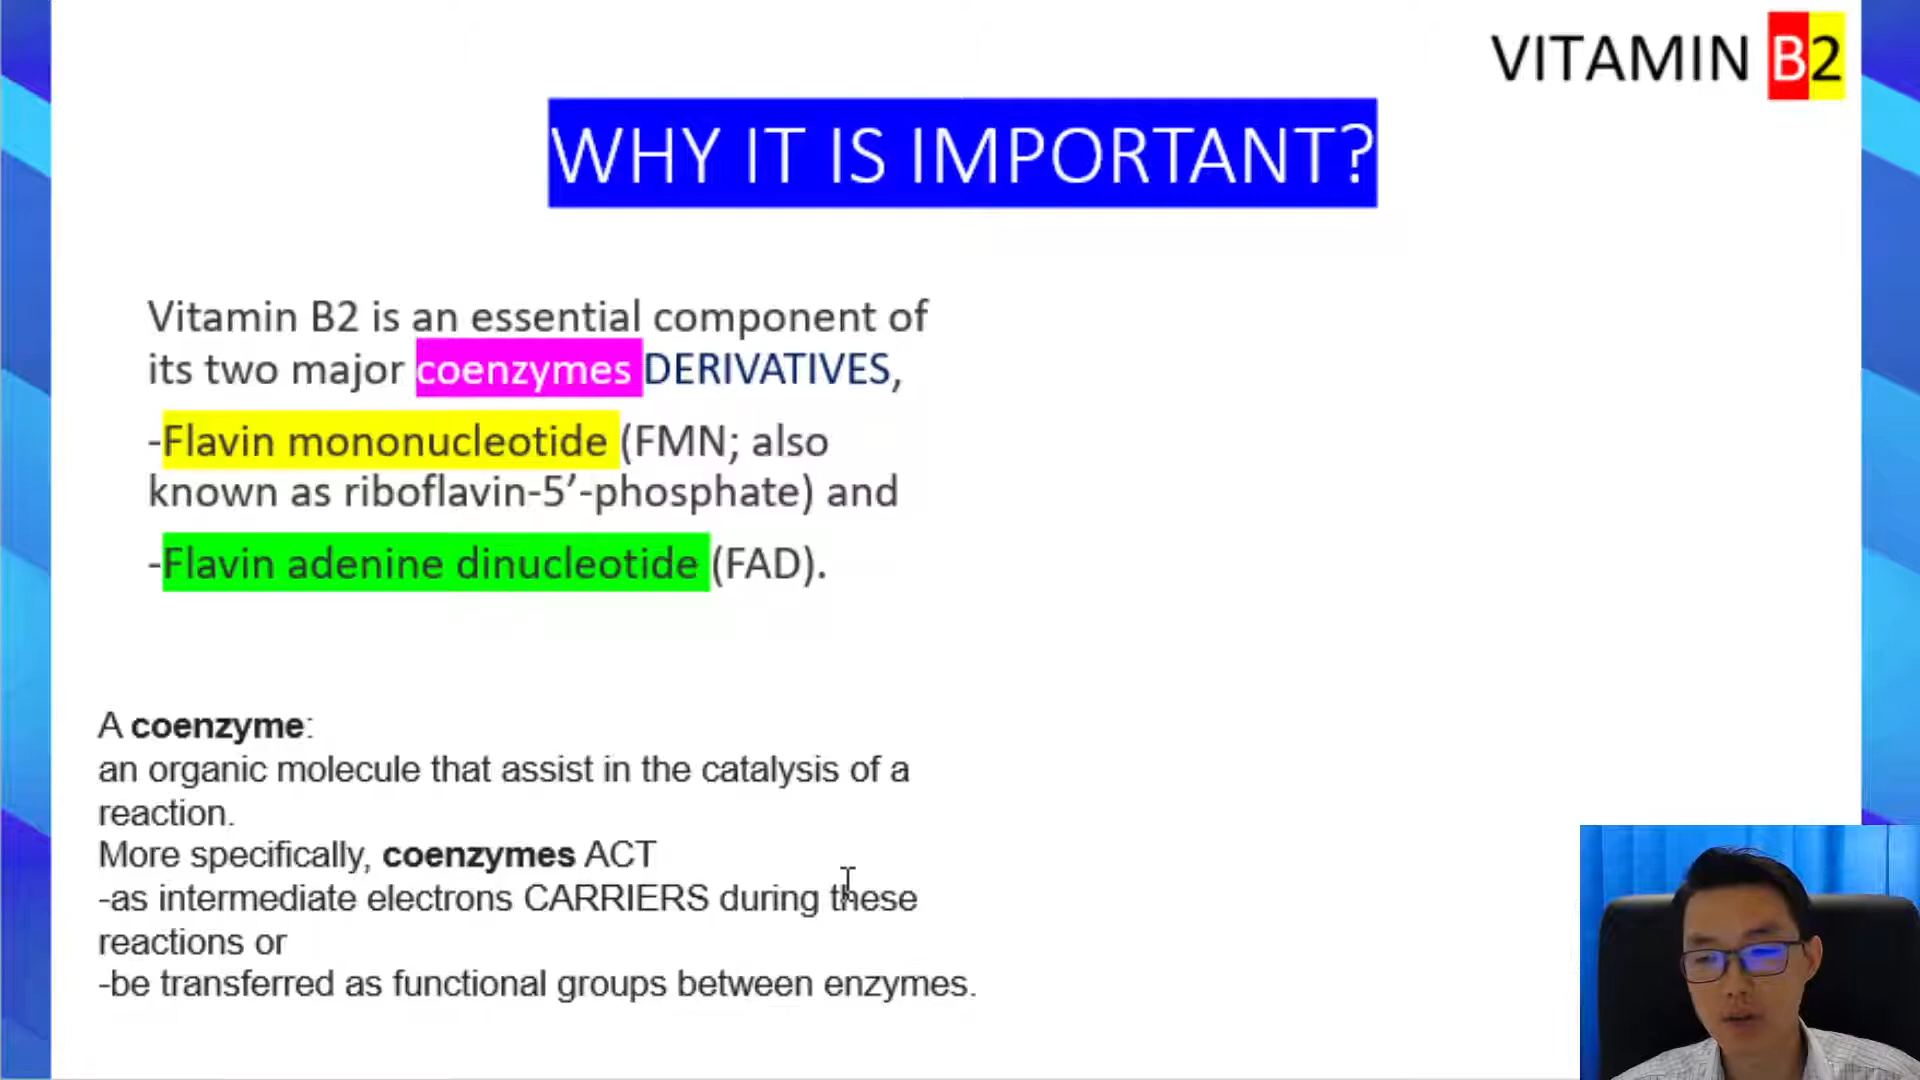 VITAMIN B2
WHY IT IS IMPORTANT?
Vitamin B2 is an essential component of
its two major coenzymes DERIVATIVES,
-Flavin mononucleotide (FMN; also
known as riboflavin-5’-phosphate) and
-Flavin adenine dinucleotide (FAD).
A coenzyme:
an organic molecule that assist in the catalysis of a
reaction.
More specifically, coenzymes ACT
-as intermediate electrons CARRIERS during these
reactions or
-be transferred as functional groups between enzymes.